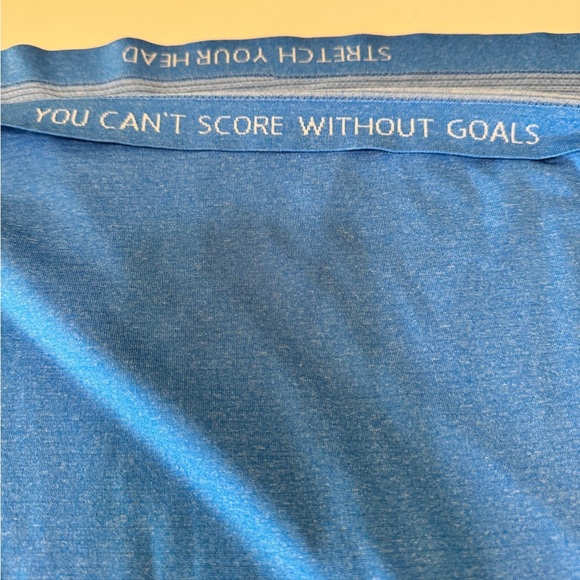 STRETCH YOUR HEAD
YOU CAN'T SCORE WITHOUT GOALS